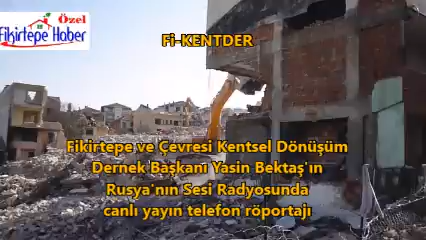 Özel
Fikirtepe Haber
Fi-KENTDER
Fikirtepe ve Çevresi Kentsel Dönüşüm
Dernek Başkanı Yasin Bektaş'ın
Rusya'nın Sesi Radyosunda
canlı yayın telefon röportajı